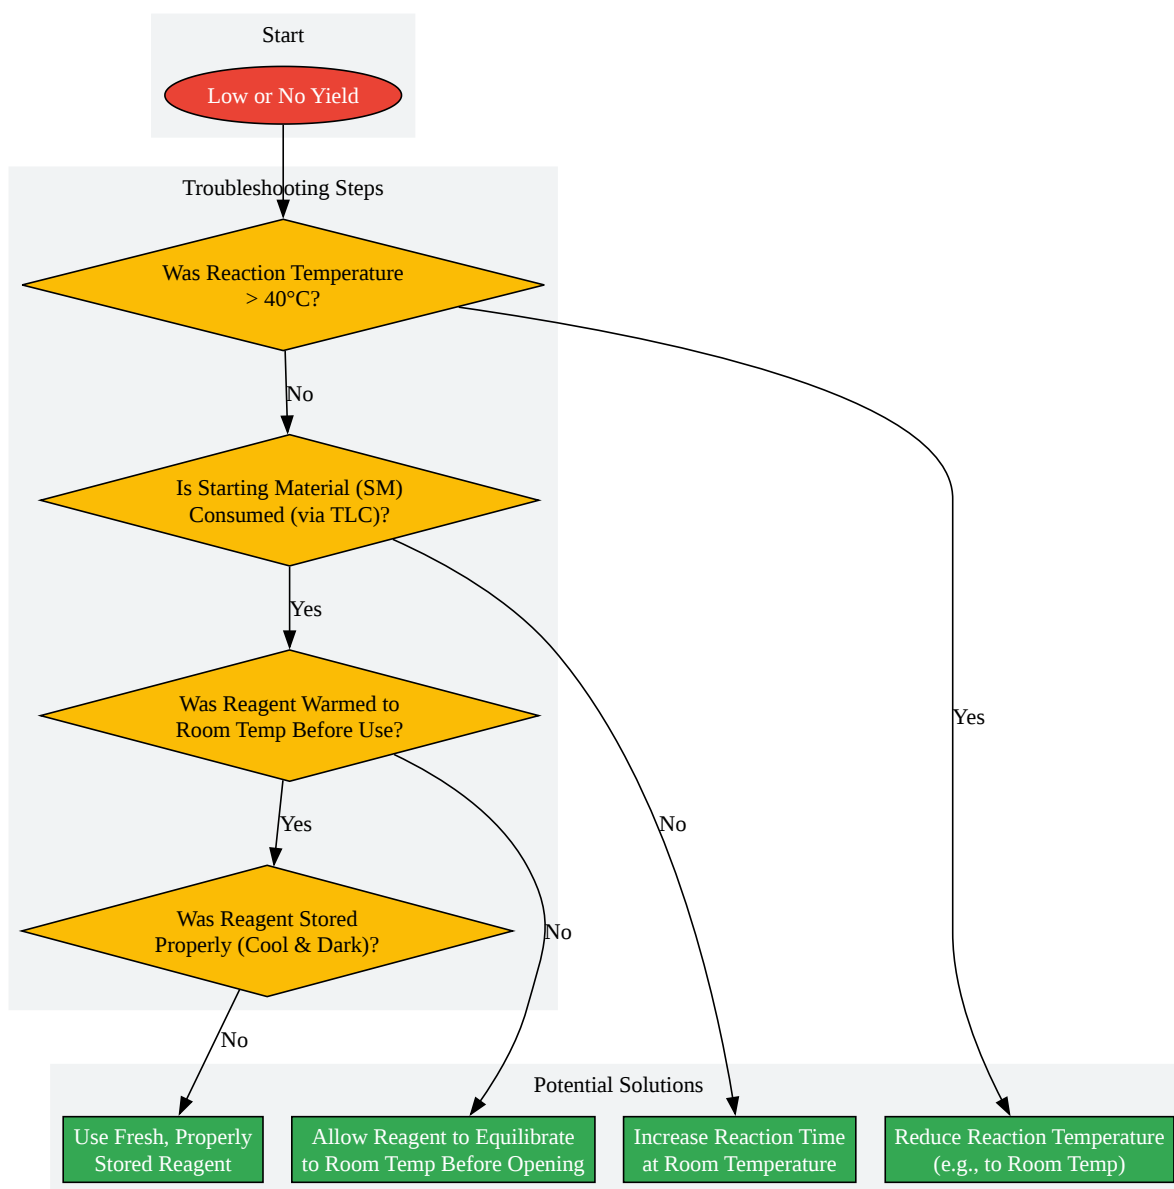 Start
Low or No Yield
Troubleshooting Steps
Was Reaction Temperature
> 40°C?
No
Is Starting Material (SM)
Consumed (via TLC)?
Yes
Was Reagent Warmed to
Room Temp Before Use?
Yes
No
Yes
Was Reagent Stored
Properly (Cool & Dark)?
No
No
Potential Solutions
Use Fresh, Properly
Stored Reagent
Allow Reagent to Equilibrate
to Room Temp Before Opening
Increase Reaction Time
at Room Temperature
Reduce Reaction Temperature
(e.g., to Room Temp)